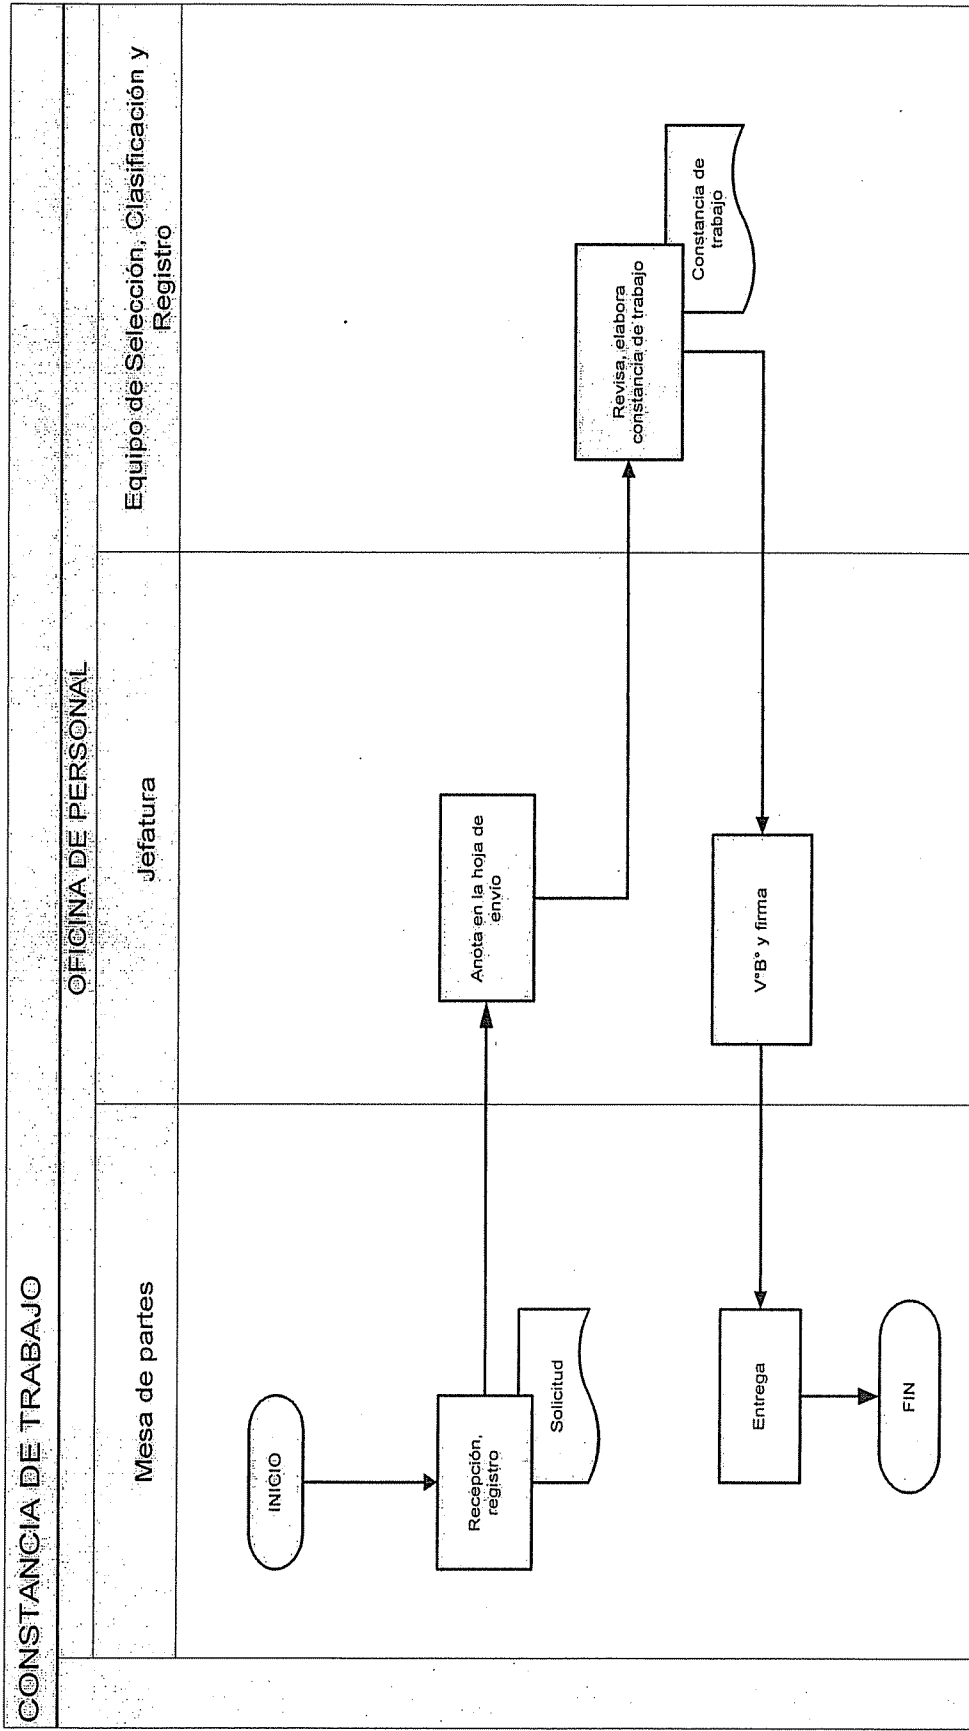 CONSTANCIA DE TRABAJO
OFICINA DE PERSONAL
Mesa de partes
Jefatura
Equipo de Selección, Clasificación y
Registro
INICIO
Recepción,
registro
Solicitud
Anota en la hoja de
envío
Revisa, elabora
constancia de trabajo
Constancia de
trabajo
V°B° y firma
Entrega
FIN